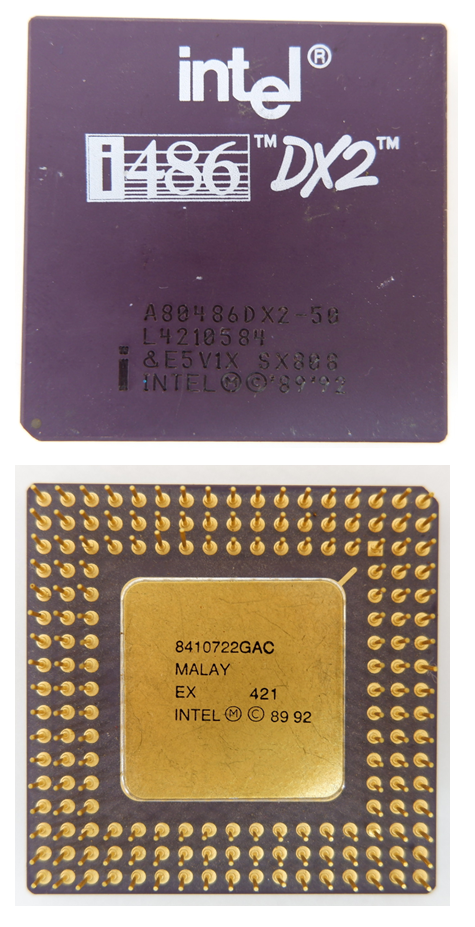 intel®
i486™ DX2™
A80486DX2-50
L4210584
&E5V1X SX808
i INTEL Ⓜ © '89'92
8410722GAC
MALAY
EX 421
INTEL Ⓜ © 89 92